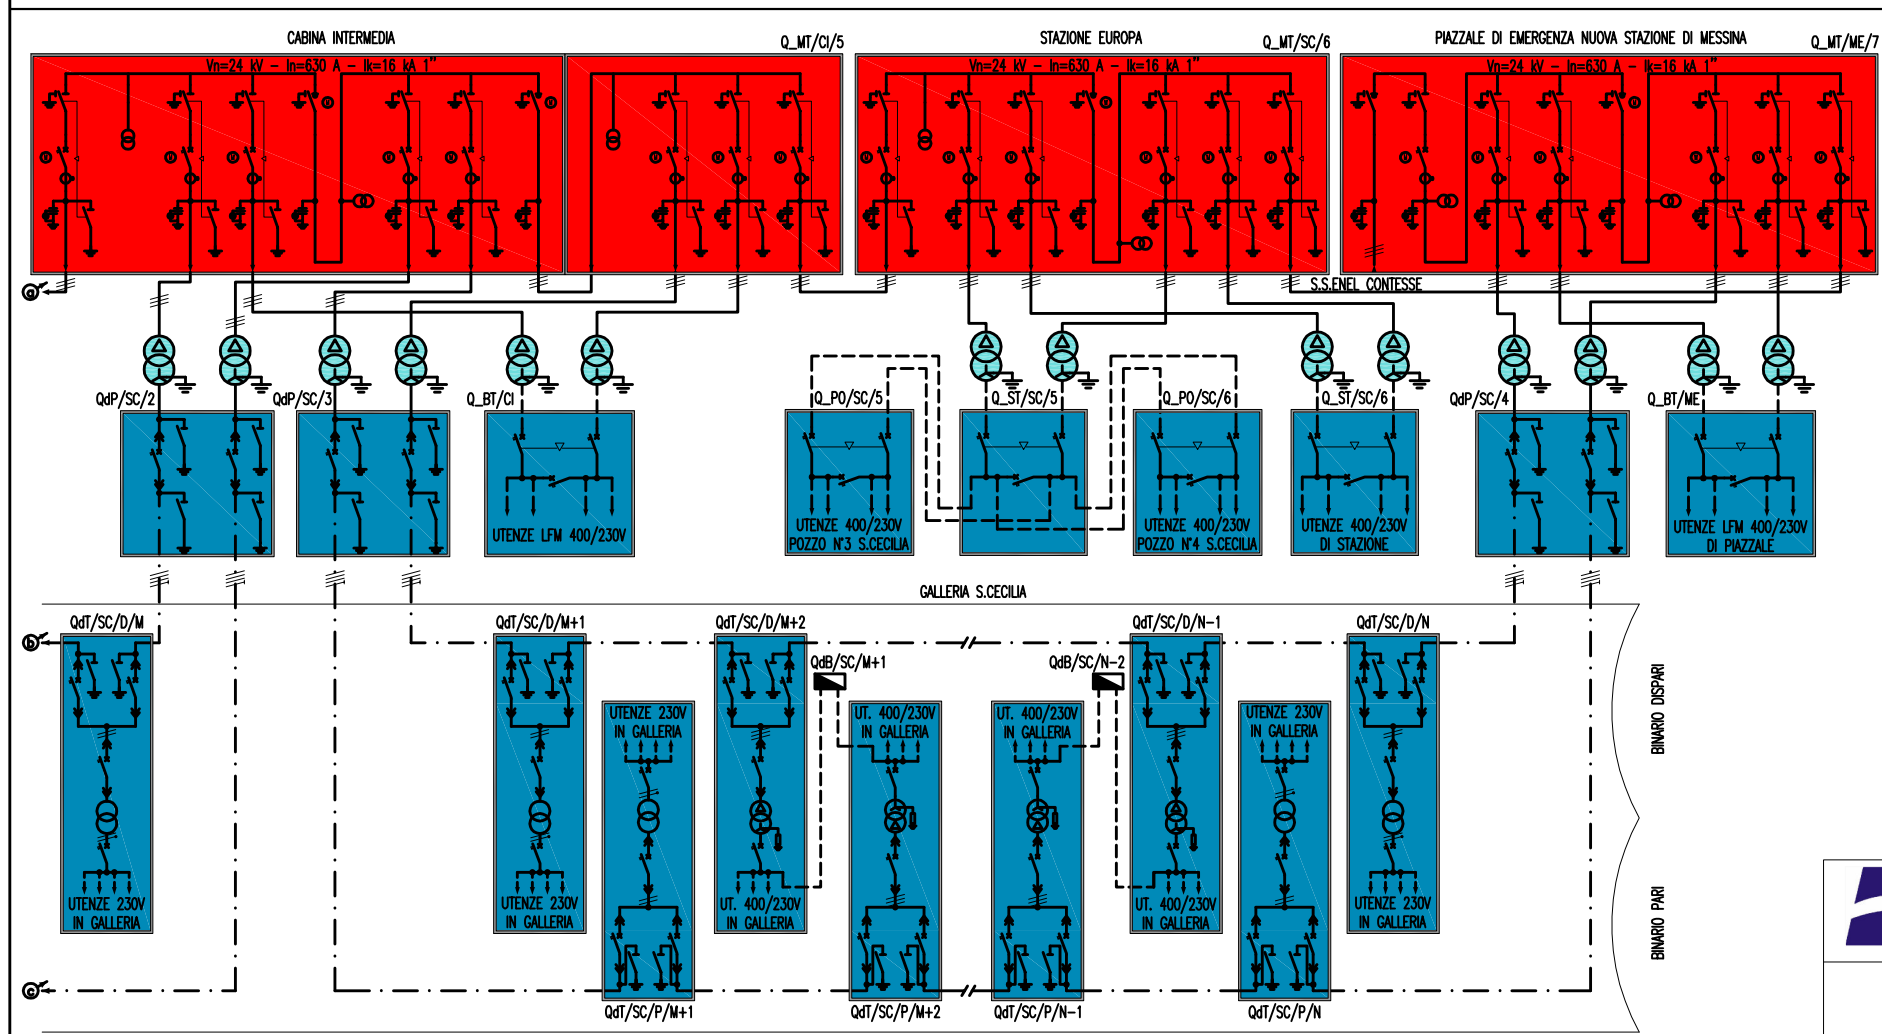 CABINA INTERMEDIA
Q_MT/CI/5
STAZIONE EUROPA
Q_MT/SC/6
PIAZZALE DI EMERGENZA NUOVA STAZIONE DI MESSINA
Q_MT/ME/7
Vn=24 kV - In=630 A - Ik=16 kA 1"
Vn=24 kV - In=630 A - Ik=16 kA 1"
Vn=24 kV - In=630 A - Ik=16 kA 1"
a
S.S.ENEL CONTESSE
QdP/SC/2
QdP/SC/3
Q_BT/CI
Q_PO/SC/5
Q_ST/SC/5
Q_PO/SC/6
Q_ST/SC/6
QdP/SC/4
Q_BT/ME
UTENZE LFM 400/230V
UTENZE 400/230V
POZZO N°3 S.CECILIA
UTENZE 400/230V
POZZO N°4 S.CECILIA
UTENZE 400/230V
DI STAZIONE
UTENZE LFM 400/230V
DI PIAZZALE
GALLERIA S.CECILIA
b
QdT/SC/D/M
QdT/SC/D/M+1
QdT/SC/D/M+2
QdT/SC/D/N-1
QdT/SC/D/N
QdB/SC/M+1
QdB/SC/N-2
BINARIO DISPARI
UTENZE 230V
IN GALLERIA
UT. 400/230V
IN GALLERIA
UT. 400/230V
IN GALLERIA
UTENZE 230V
IN GALLERIA
UTENZE 230V
IN GALLERIA
UTENZE 230V
IN GALLERIA
UT. 400/230V
IN GALLERIA
UT. 400/230V
IN GALLERIA
UTENZE 230V
IN GALLERIA
BINARIO PARI
c
QdT/SC/P/M+1
QdT/SC/P/M+2
QdT/SC/P/N-1
QdT/SC/P/N